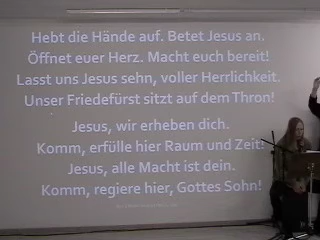 Hebt die Hände auf. Betet Jesus an.
Öffnet euer Herz. Macht euch bereit!
Lasst uns Jesus sehn, voller Herrlichkeit.
Unser Friedefürst sitzt auf dem Thron!
Jesus, wir erheben dich.
Komm, erfülle hier Raum und Zeit!
Jesus, alle Macht ist dein.
Komm, regiere hier, Gottes Sohn!